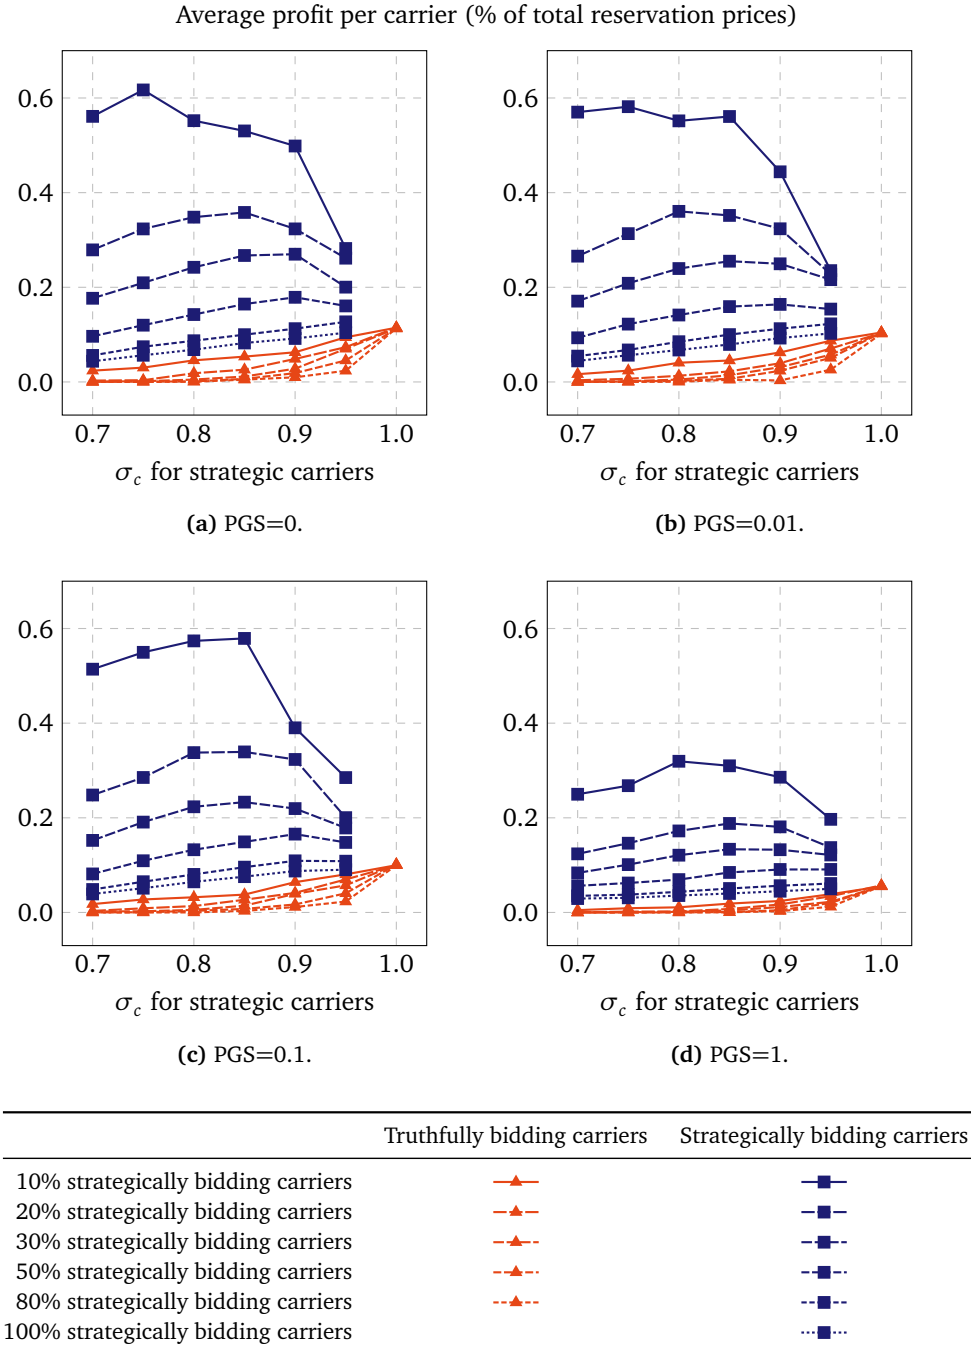 Average profit per carrier (% of total reservation prices)
0.6
0.4
0.2
0.0
0.7 0.8 0.9 1.0
σc for strategic carriers
(a) PGS=0.
0.6
0.4
0.2
0.0
0.7 0.8 0.9 1.0
σc for strategic carriers
(b) PGS=0.01.
0.6
0.4
0.2
0.0
0.7 0.8 0.9 1.0
σc for strategic carriers
(c) PGS=0.1.
0.6
0.4
0.2
0.0
0.7 0.8 0.9 1.0
σc for strategic carriers
(d) PGS=1.
Truthfully bidding carriers Strategically bidding carriers
10% strategically bidding carriers
20% strategically bidding carriers
30% strategically bidding carriers
50% strategically bidding carriers
80% strategically bidding carriers
100% strategically bidding carriers